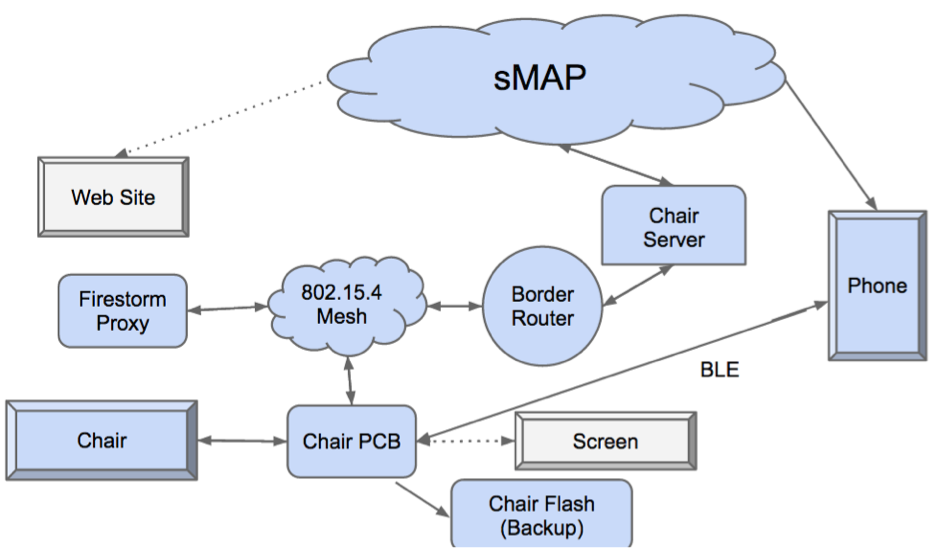 sMAP
Web Site
Chair
Server
Phone
Firestorm
Proxy
802.15.4
Mesh
Border
Router
BLE
Chair
Chair PCB
Screen
Chair Flash
(Backup)